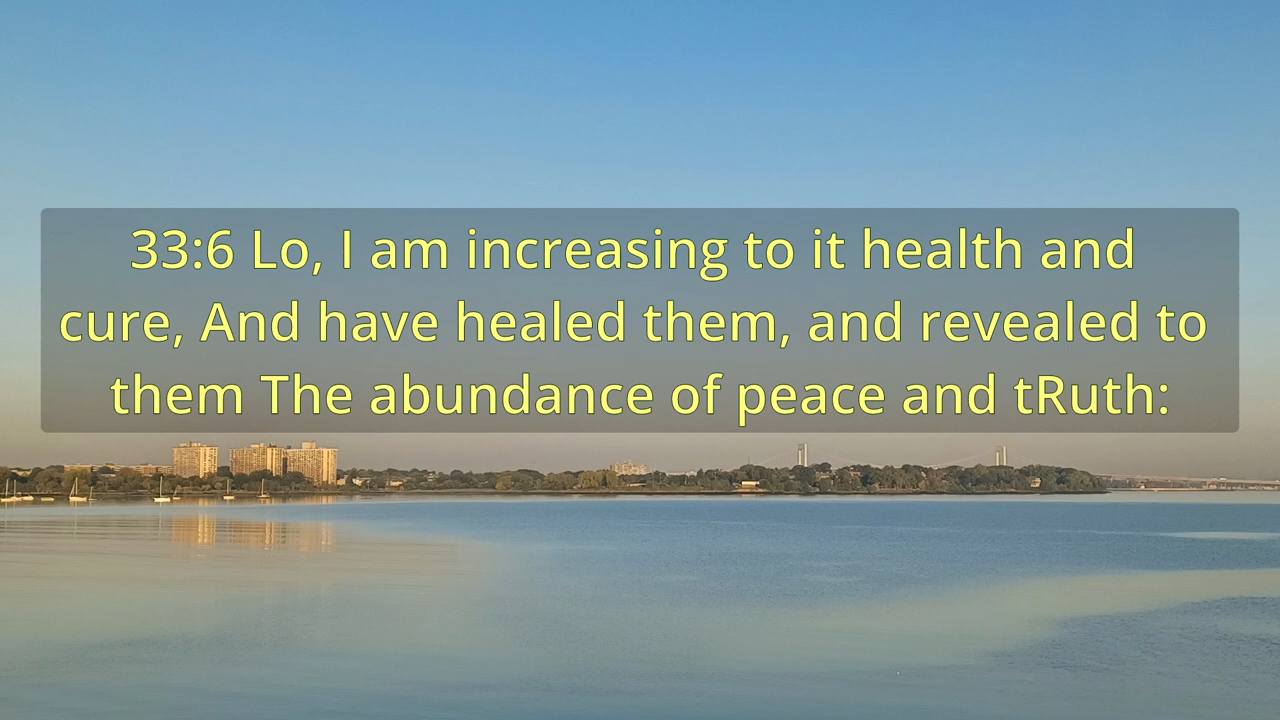 33:6 Lo, I am increasing to it health and
cure, And have healed them, and revealed to
them The abundance of peace and tRuth: